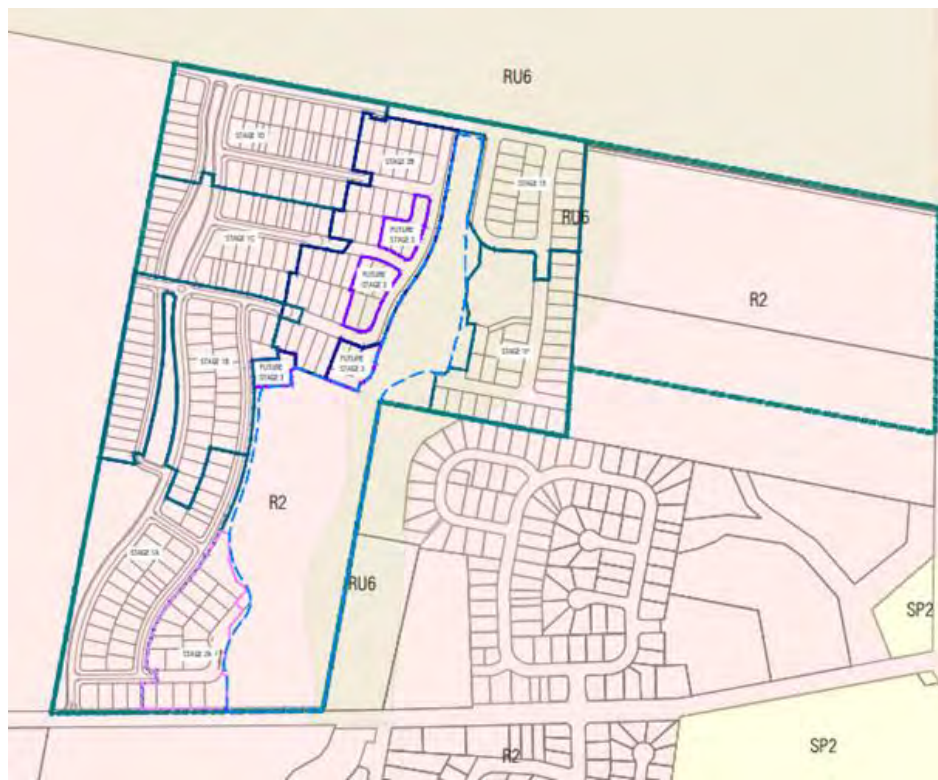 RU6
STAGE 1D
STAGE 2B
STAGE 1E
RU6
FUTURE
STAGE 3
STAGE 1C
FUTURE
STAGE 3
R2
STAGE 1B
STAGE 1F
FUTURE
STAGE 3
FUTURE
STAGE 3
R2
STAGE 1A
RU6
SP2
STAGE 2A
R2
SP2